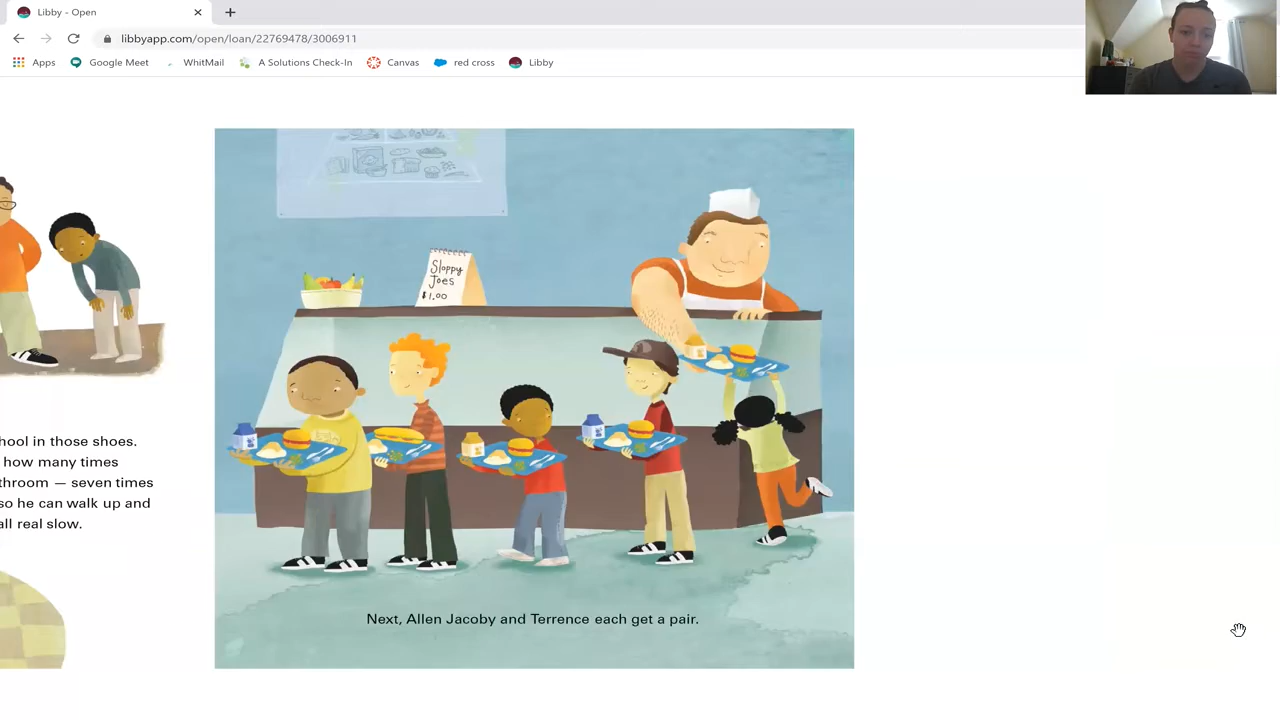 Libby - Open
libbyapp.com/open/loan/22769478/3006911
Apps Google Meet WhitMail A Solutions Check-In Canvas red cross Libby
Sloppy
Joes
$1.00
hool in those shoes.
how many times
throom — seven times
so he can walk up and
all real slow.
Next, Allen Jacoby and Terrence each get a pair.